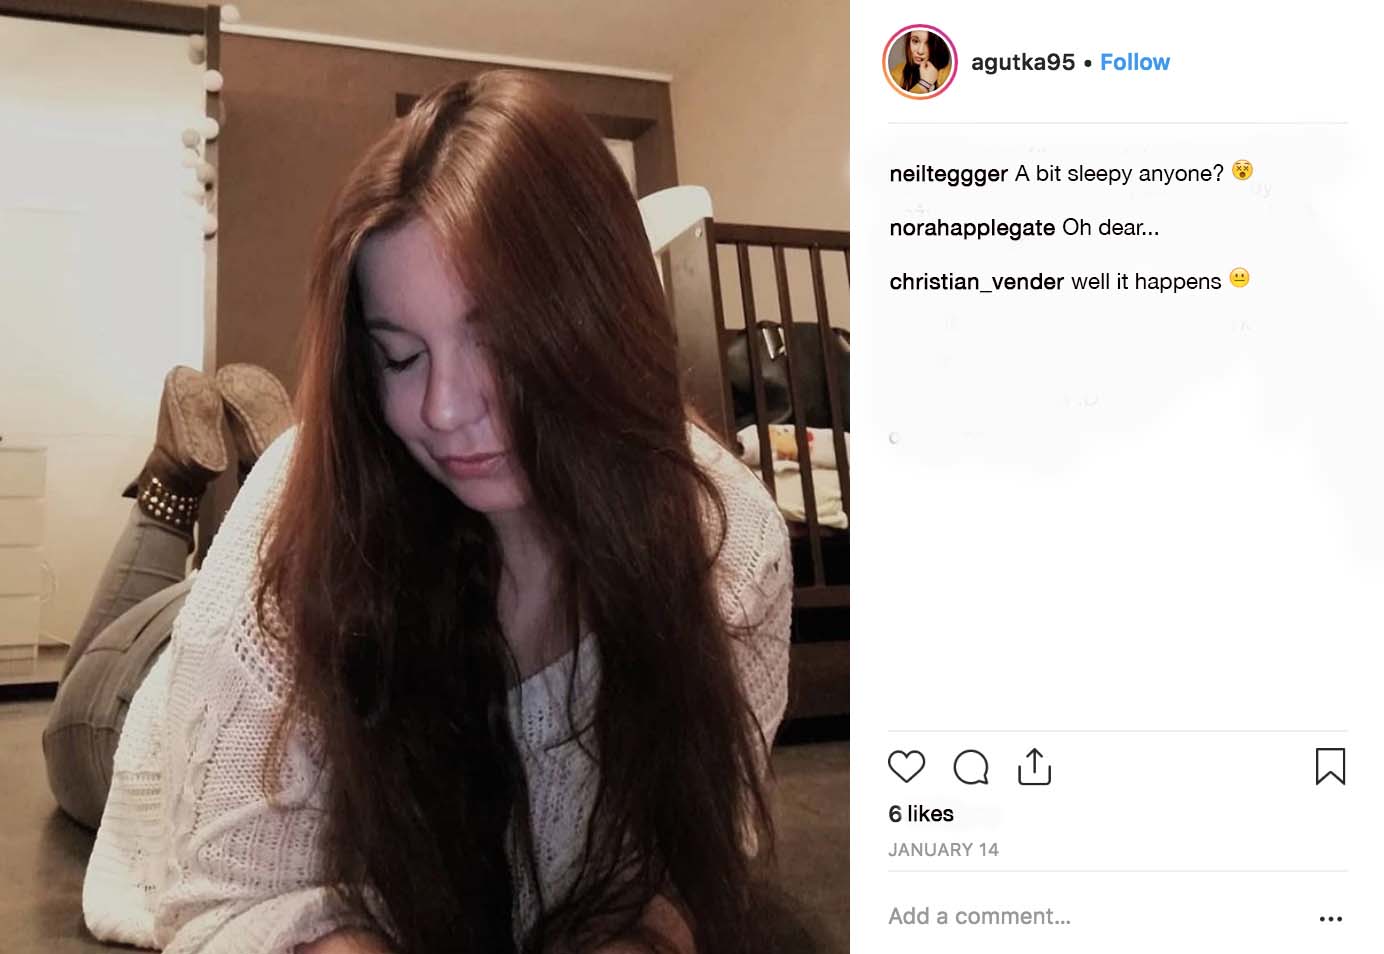 agutka95 • Follow
neilteggger A bit sleepy anyone? 😵
norahapplegate Oh dear...
christian_vender well it happens 😐
6 likes
JANUARY 14
Add a comment...